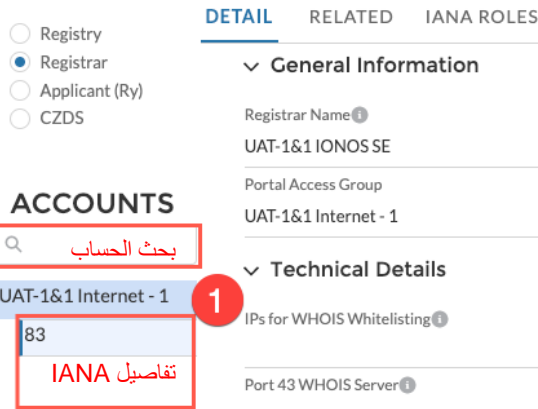 Registry
Registrar
Applicant (Ry)
CZDS
ACCOUNTS
بحث الحساب
UAT-1&1 Internet - 1
1
83
تفاصيل IANA
DETAIL RELATED IANA ROLES
General Information
Registrar Name
UAT-1&1 IONOS SE
Portal Access Group
UAT-1&1 Internet - 1
Technical Details
IPs for WHOIS Whitelisting
Port 43 WHOIS Server